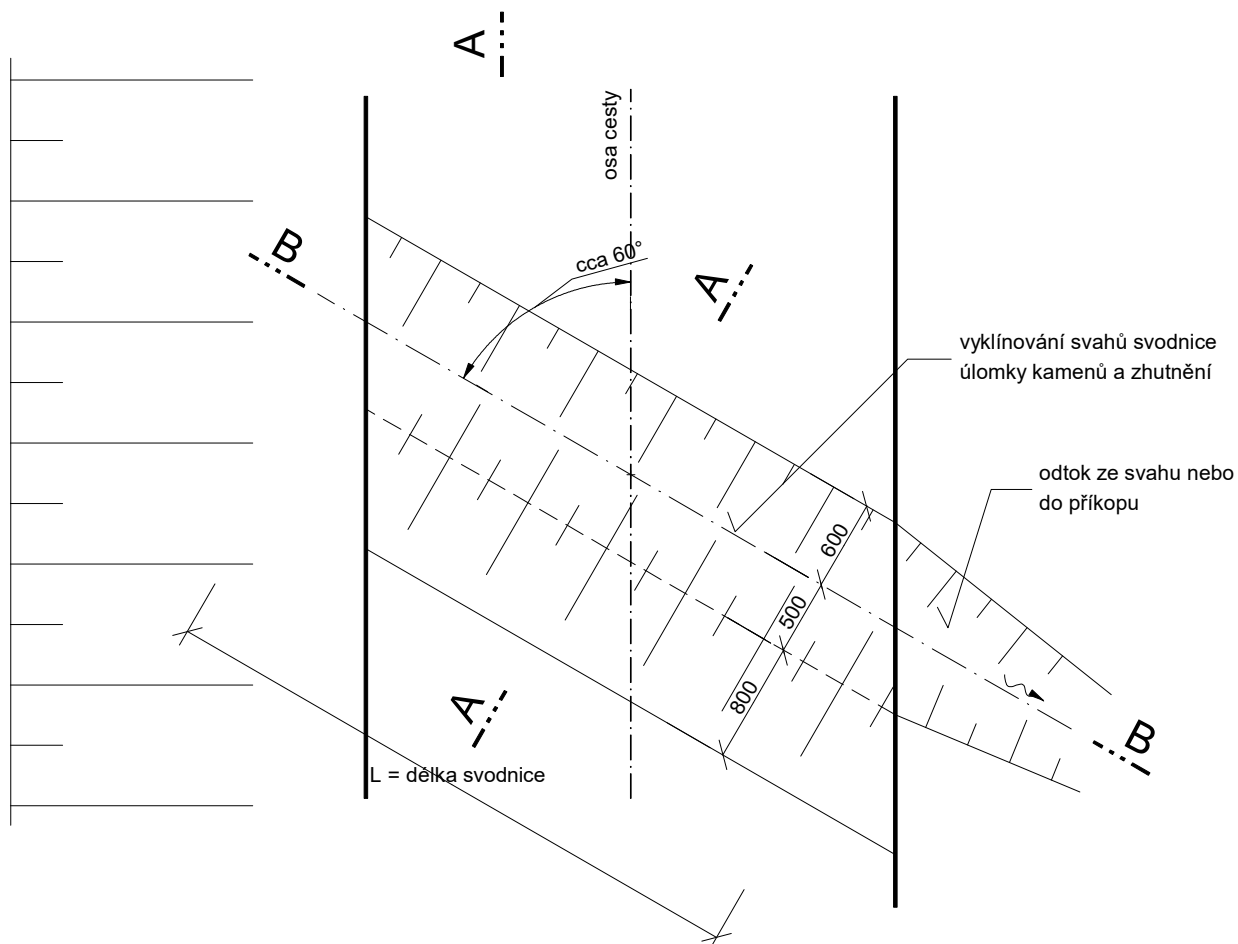 A
osa cesty
B
cca 60°
A
vyklínování svahů svodnice
úlomky kamenů a zhutnění
odtok ze svahu nebo
do příkopu
600
500
800
A
B
L = délka svodnice